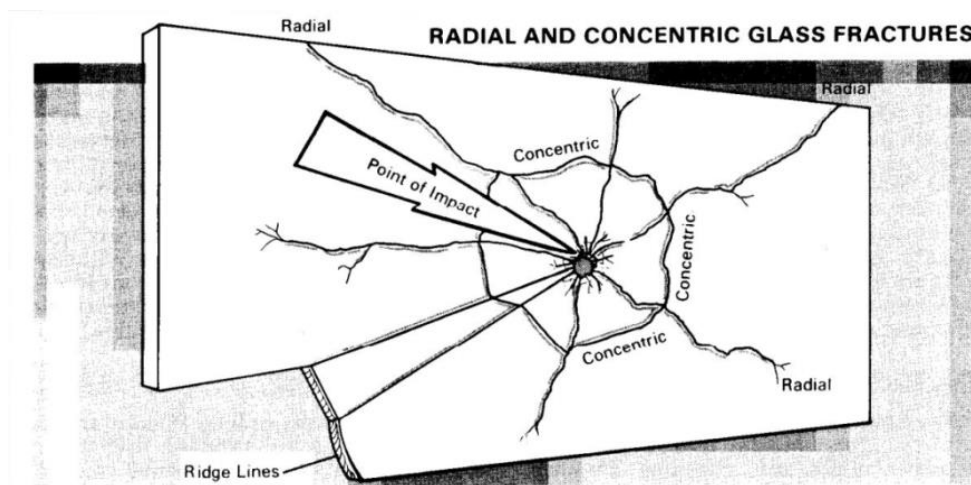 Radial
RADIAL AND CONCENTRIC GLASS FRACTURES
Radial
Concentric
Point of Impact
Concentric
Concentric
Radial
Ridge Lines